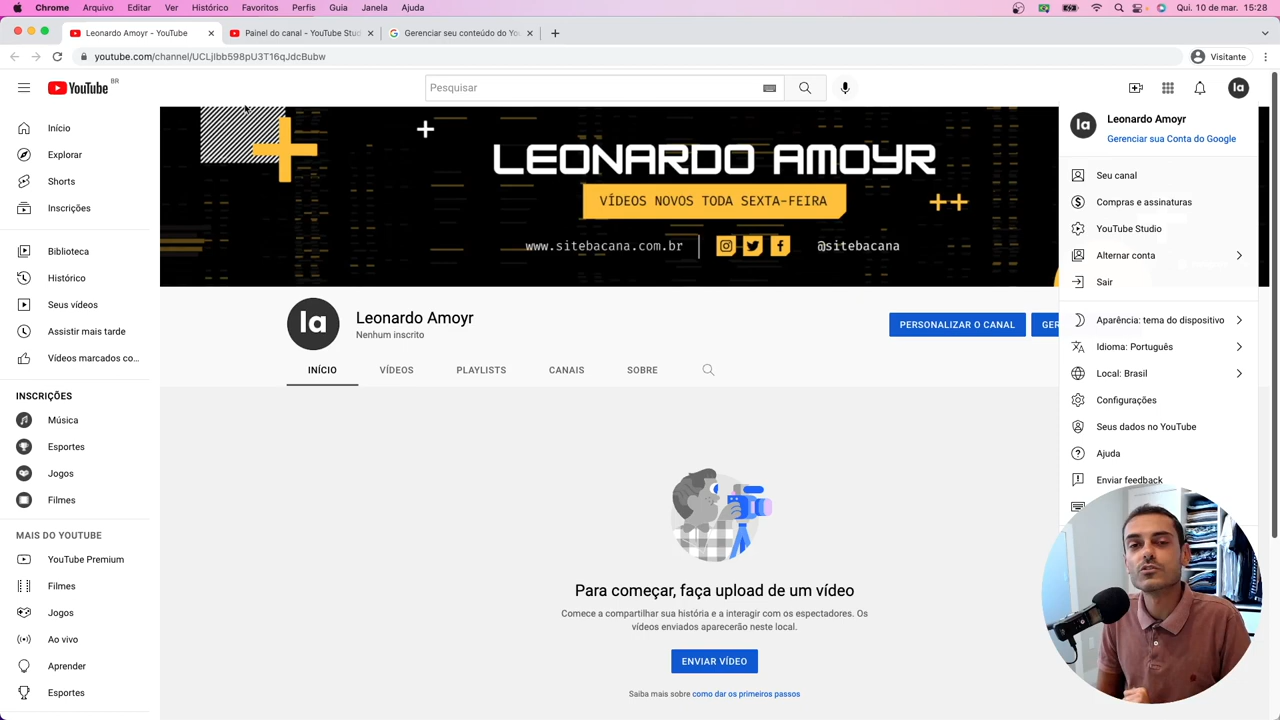 Chrome Arquivo Editar Ver Histórico Favoritos Perfis Guia Janela Ajuda
Qui. 10 de mar. 15:28
Leonardo Amoyr - YouTube
Painel do canal - YouTube Stud
Gerenciar seu conteúdo do You
youtube.com/channel/UCLjIbb598pU3T16qJdcBubw
Visitante
YouTube BR
Pesquisar
la
Início
Explorar
Shorts
Inscrições
Biblioteca
Histórico
Seus vídeos
Assistir mais tarde
Vídeos marcados co...
INSCRIÇÕES
Música
Esportes
Jogos
Filmes
MAIS DO YOUTUBE
YouTube Premium
Filmes
Jogos
Ao vivo
Aprender
Esportes
LEONARDO AMOYR
VÍDEOS NOVOS TODA SEXTA-FEIRA
www.sitebacana.com.br
@sitebacana
la
Leonardo Amoyr
Nenhum inscrito
PERSONALIZAR O CANAL
GER
INÍCIO
VÍDEOS
PLAYLISTS
CANAIS
SOBRE
Para começar, faça upload de um vídeo
Comece a compartilhar sua história e a interagir com os espectadores. Os
vídeos enviados aparecerão neste local.
ENVIAR VÍDEO
Saiba mais sobre como dar os primeiros passos
la
Leonardo Amoyr
Gerenciar sua Conta do Google
Seu canal
Compras e assinaturas
YouTube Studio
Alternar conta
Sair
Aparência: tema do dispositivo
Idioma: Português
Local: Brasil
Configurações
Seus dados no YouTube
Ajuda
Enviar feedback